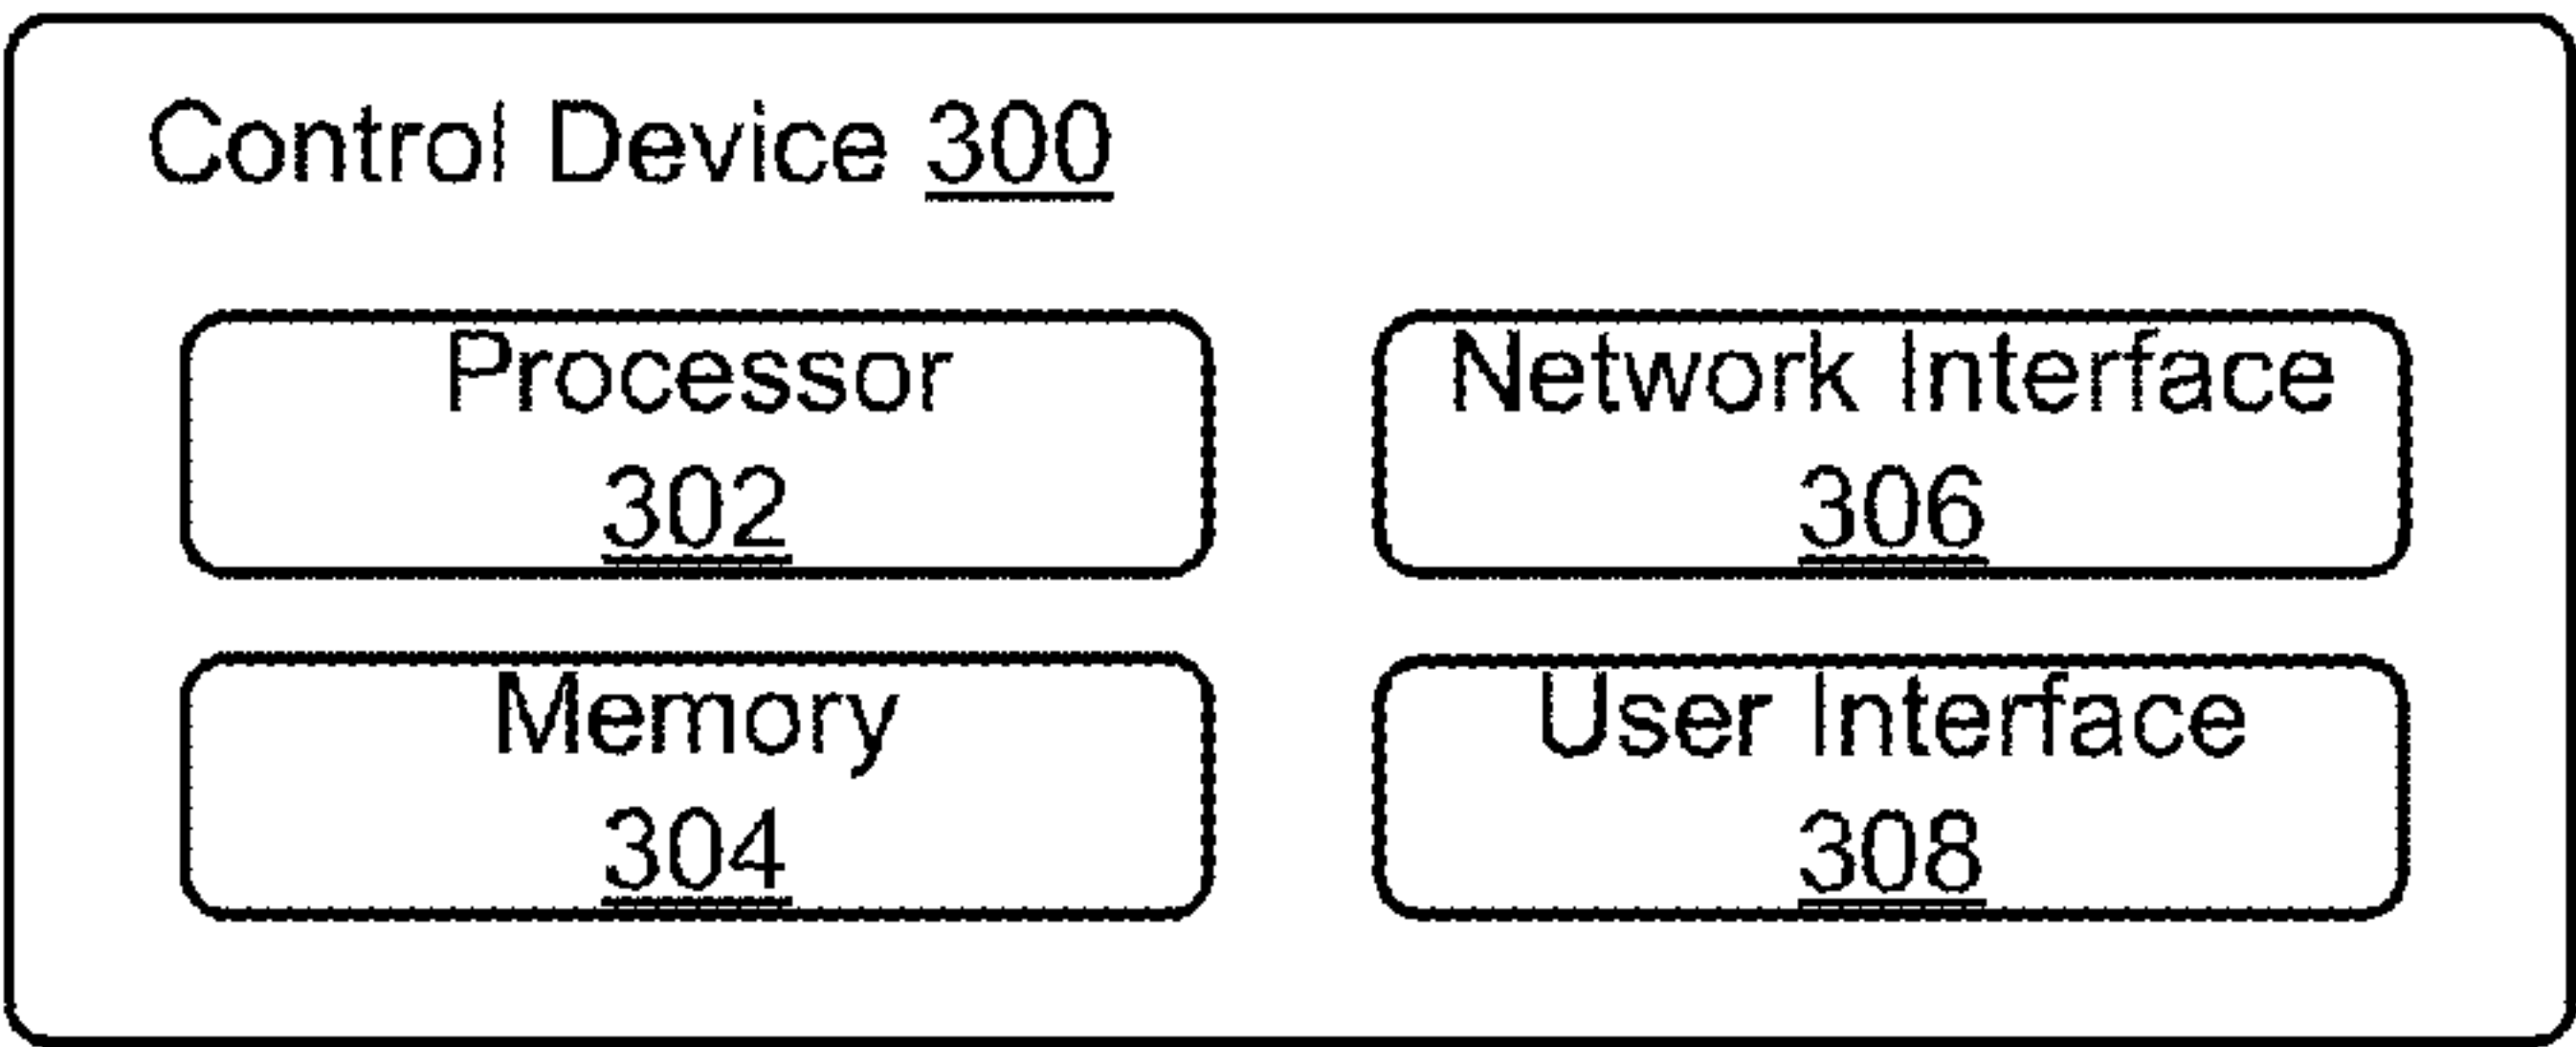 Control Device 300
Processor
302
Network Interface
306
Memory
304
User Interface
308